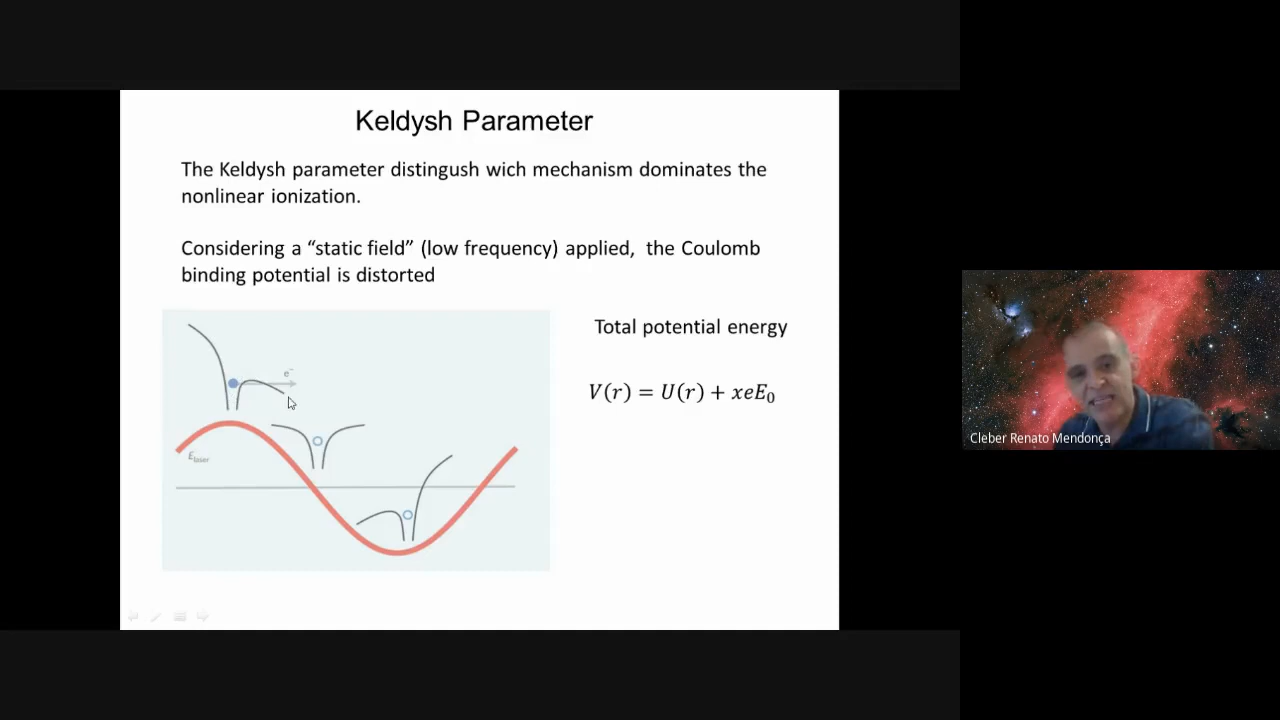 Keldysh Parameter
The Keldysh parameter distingush wich mechanism dominates the
nonlinear ionization.
Considering a “static field” (low frequency) applied, the Coulomb
binding potential is distorted
Total potential energy
e⁻
V(r) = U(r) + xeE₀
E_laser
Cleber Renato Mendonça